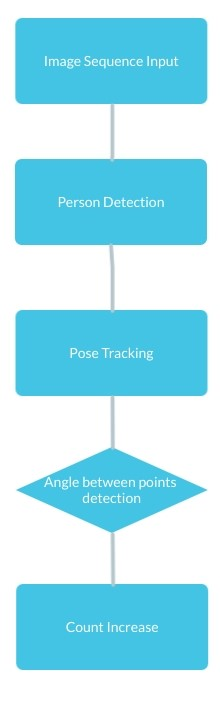 Image Sequence Input
Person Detection
Pose Tracking
Angle between points
detection
Count Increase